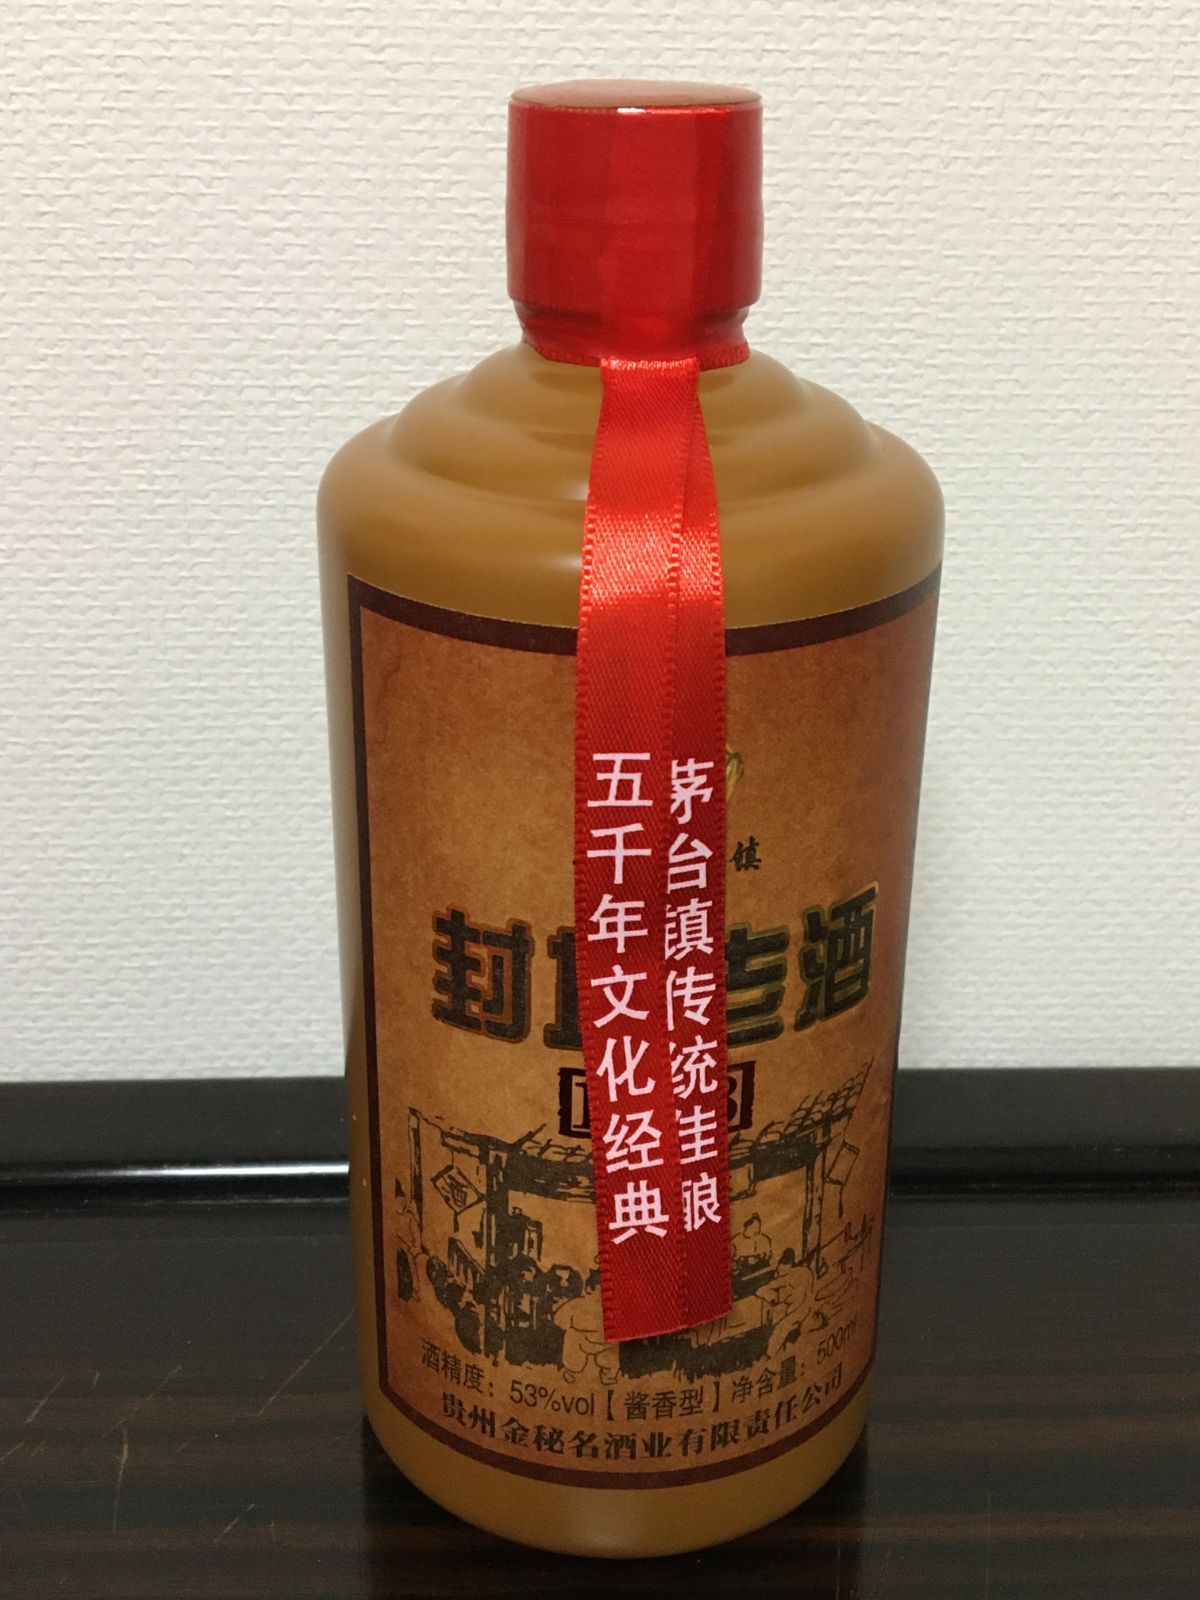 五千年文化经典
茅台镇传统佳酿
镇
封
酒
酒
酒精度：53%vol【酱香型】净含量：500ml
贵州金秘名酒业有限责任公司